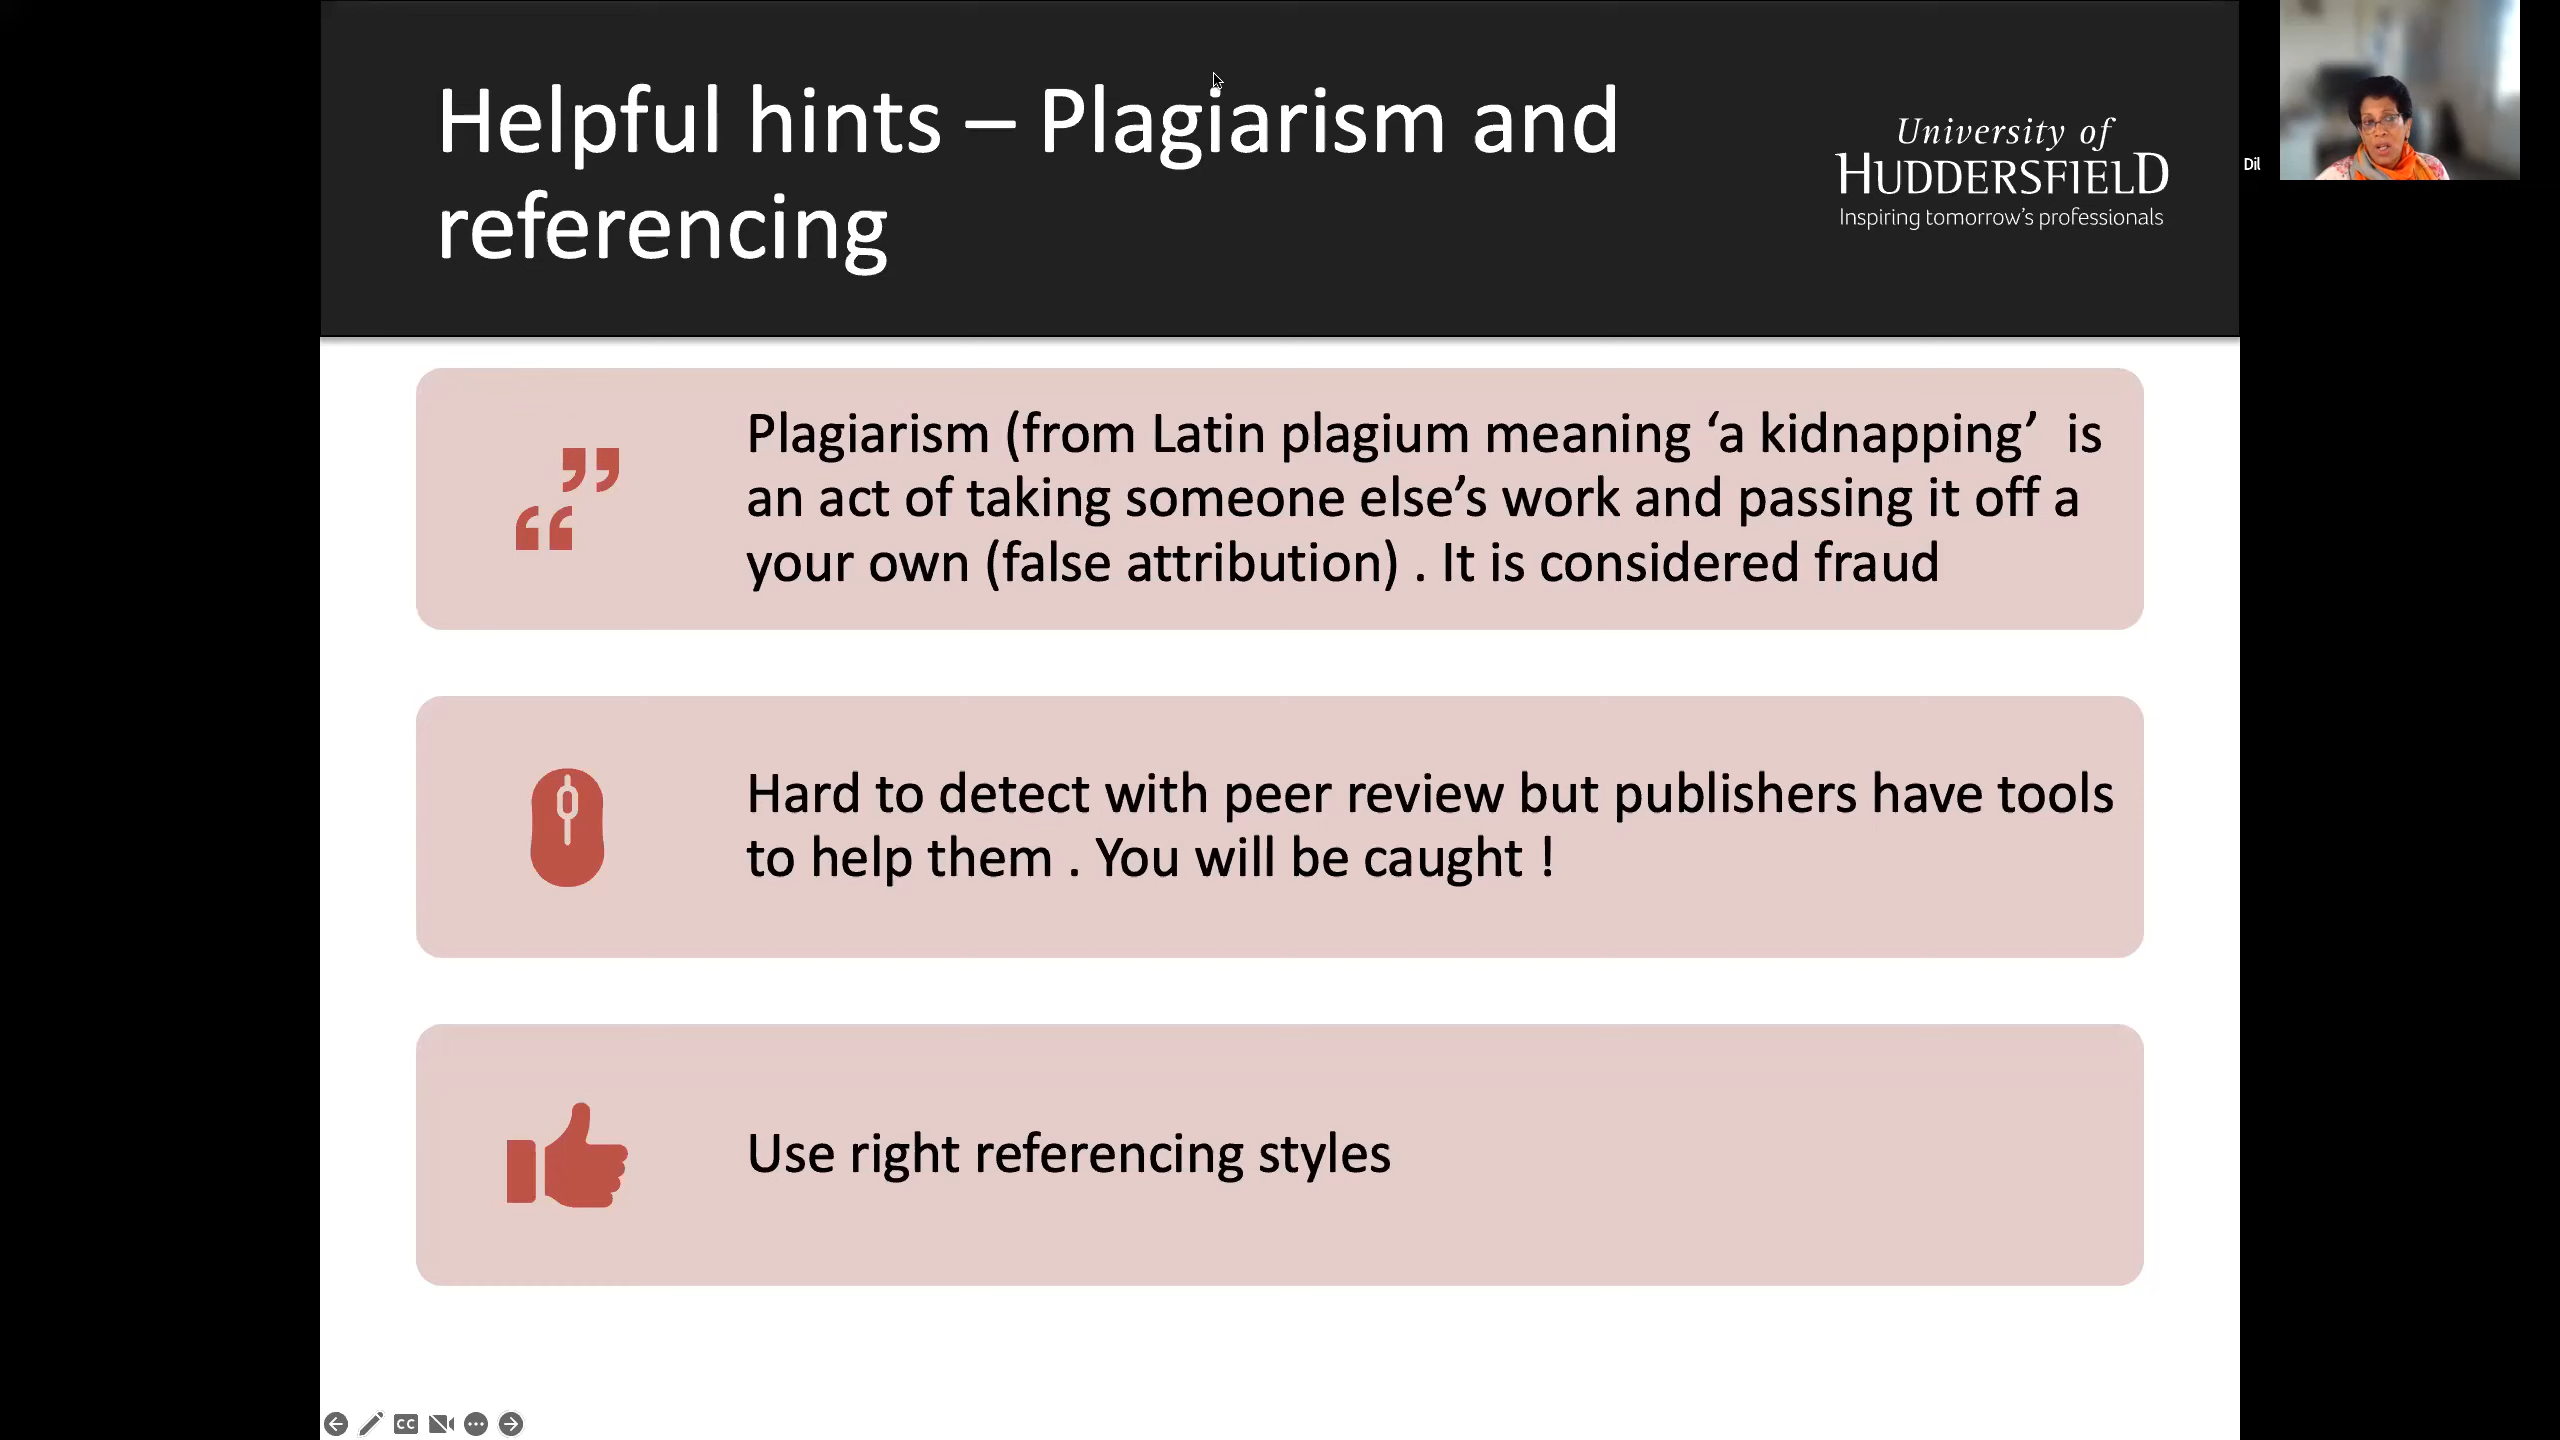 Helpful hints – Plagiarism and
referencing
University of
HUDDERSFIELD
Inspiring tomorrow's professionals
Dil
Plagiarism (from Latin plagium meaning ‘a kidnapping’  is
an act of taking someone else’s work and passing it off a
your own (false attribution) . It is considered fraud
Hard to detect with peer review but publishers have tools
to help them . You will be caught !
Use right referencing styles
CC